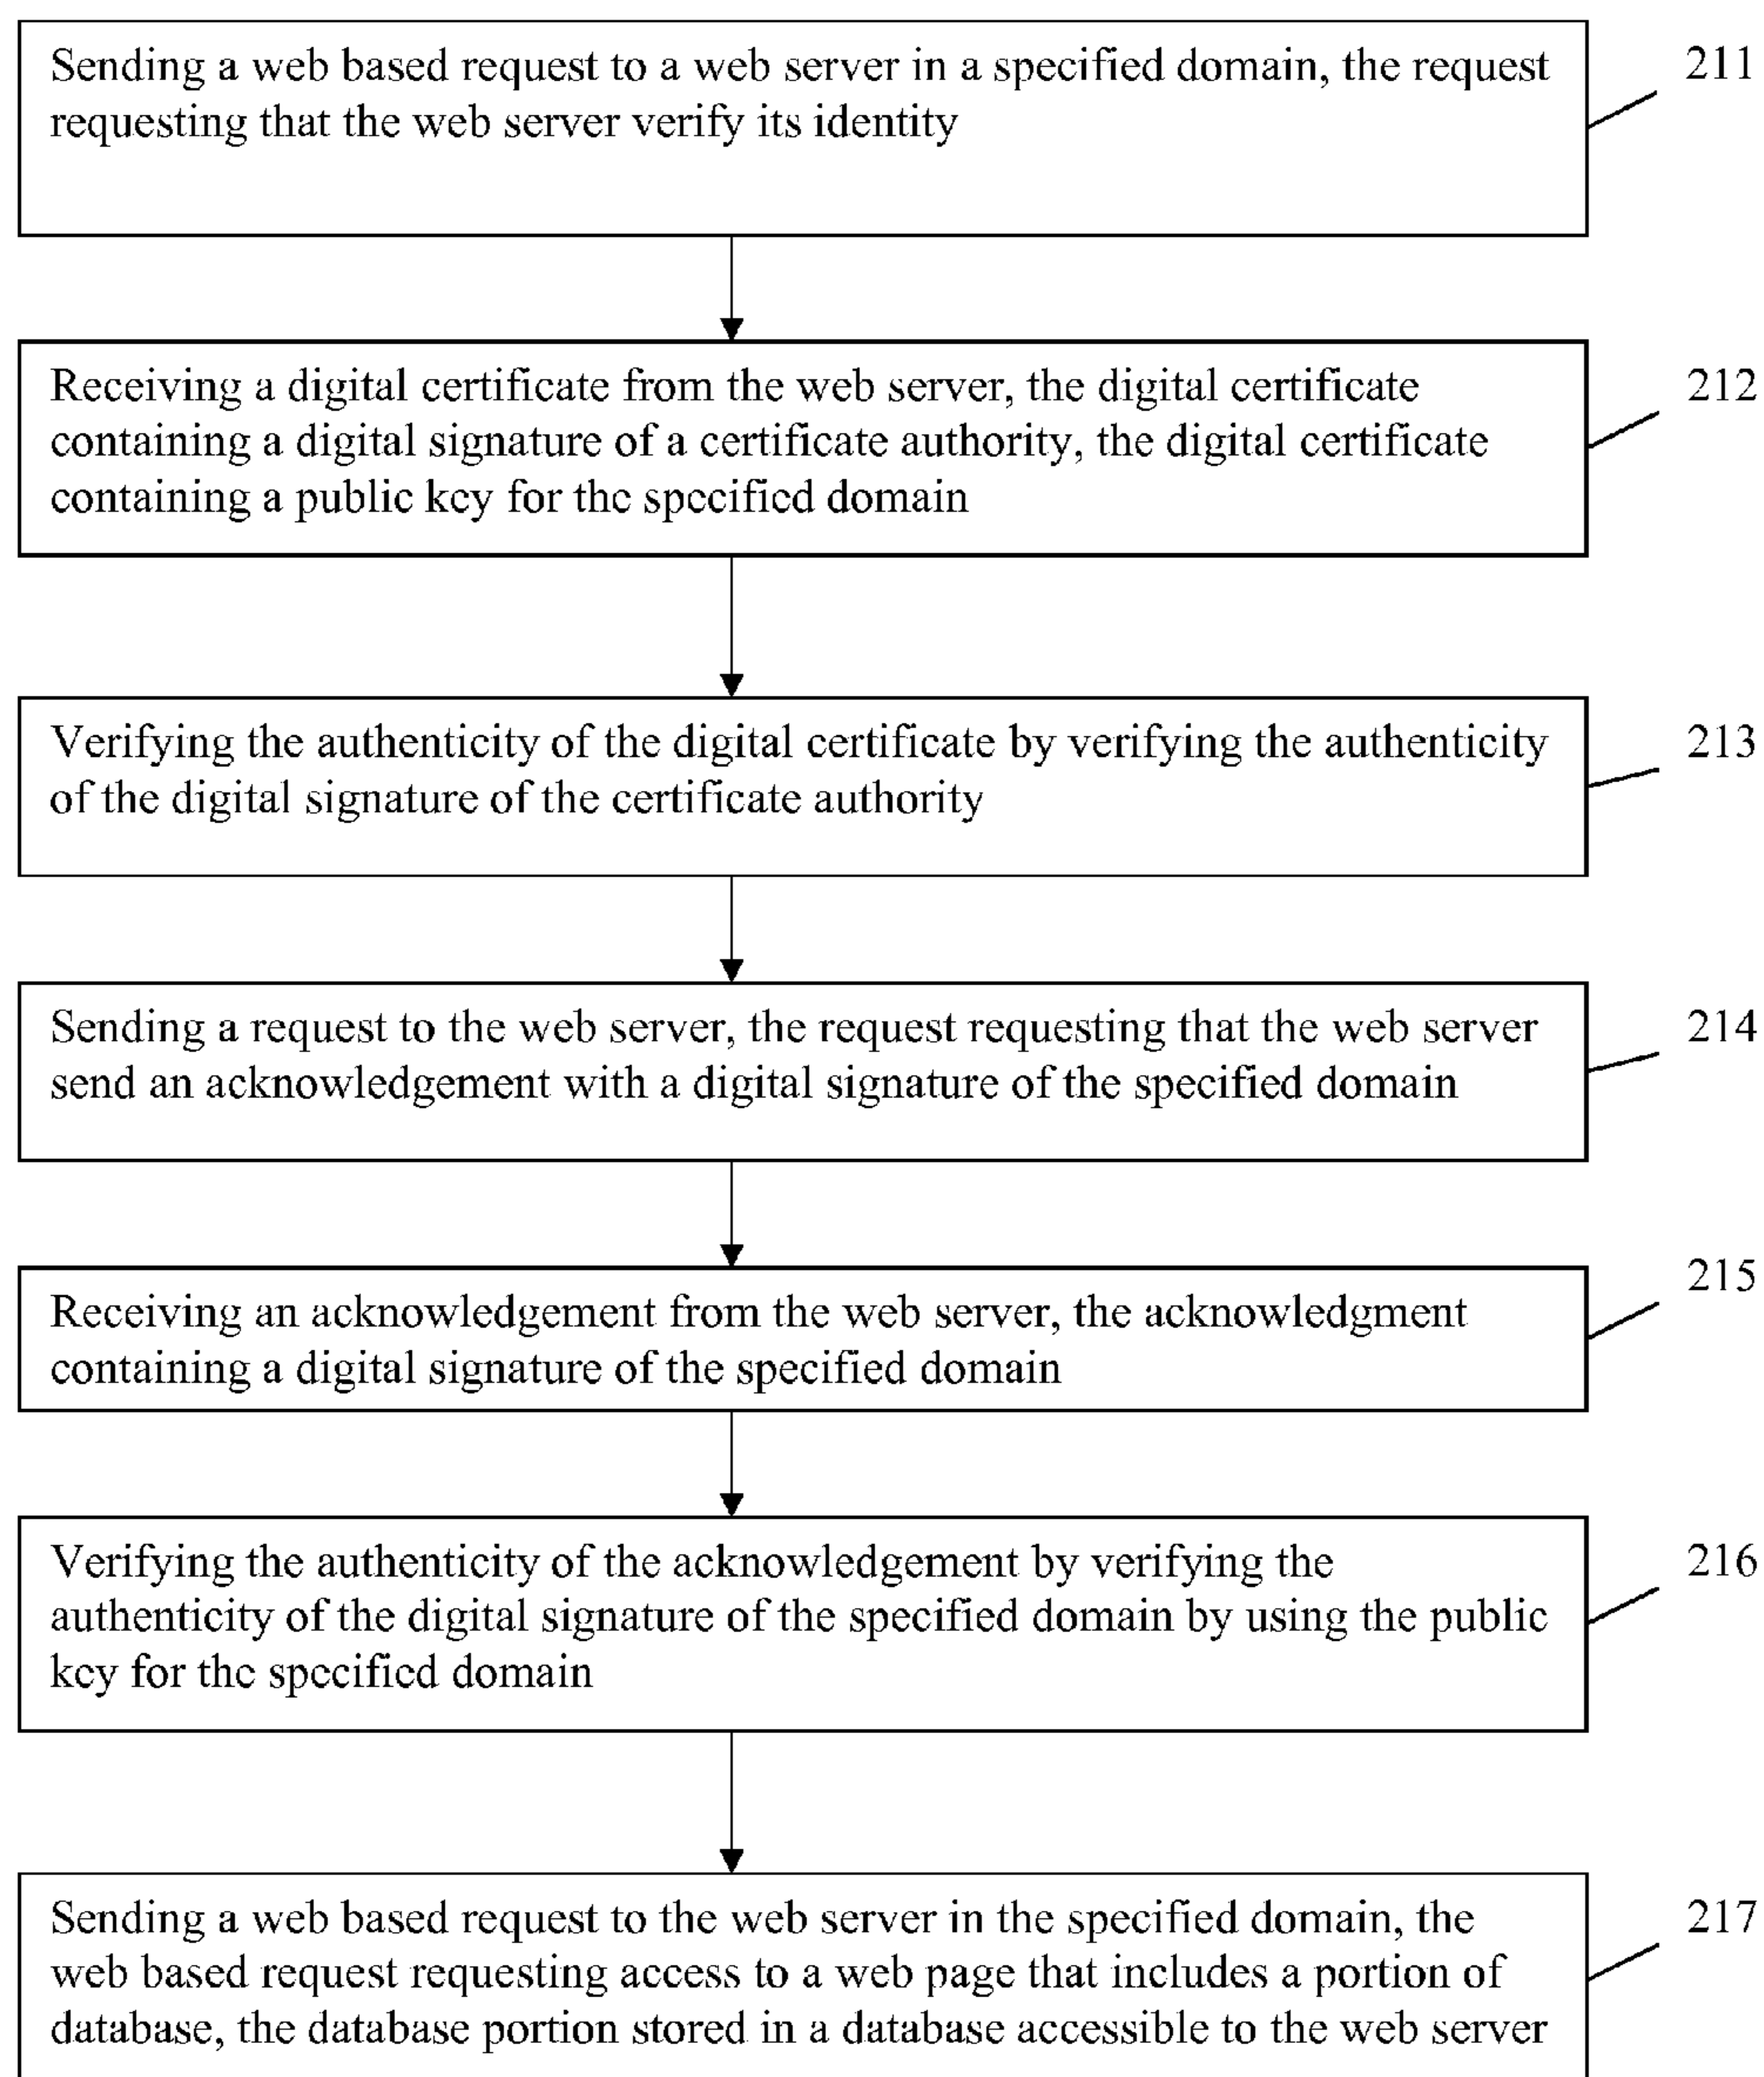 Sending a web based request to a web server in a specified domain, the request
requesting that the web server verify its identity
211
Receiving a digital certificate from the web server, the digital certificate
containing a digital signature of a certificate authority, the digital certificate
containing a public key for the specified domain
212
Verifying the authenticity of the digital certificate by verifying the authenticity
of the digital signature of the certificate authority
213
Sending a request to the web server, the request requesting that the web server
send an acknowledgement with a digital signature of the specified domain
214
Receiving an acknowledgement from the web server, the acknowledgment
containing a digital signature of the specified domain
215
Verifying the authenticity of the acknowledgement by verifying the
authenticity of the digital signature of the specified domain by using the public
key for the specified domain
216
Sending a web based request to the web server in the specified domain, the
web based request requesting access to a web page that includes a portion of
database, the database portion stored in a database accessible to the web server
217